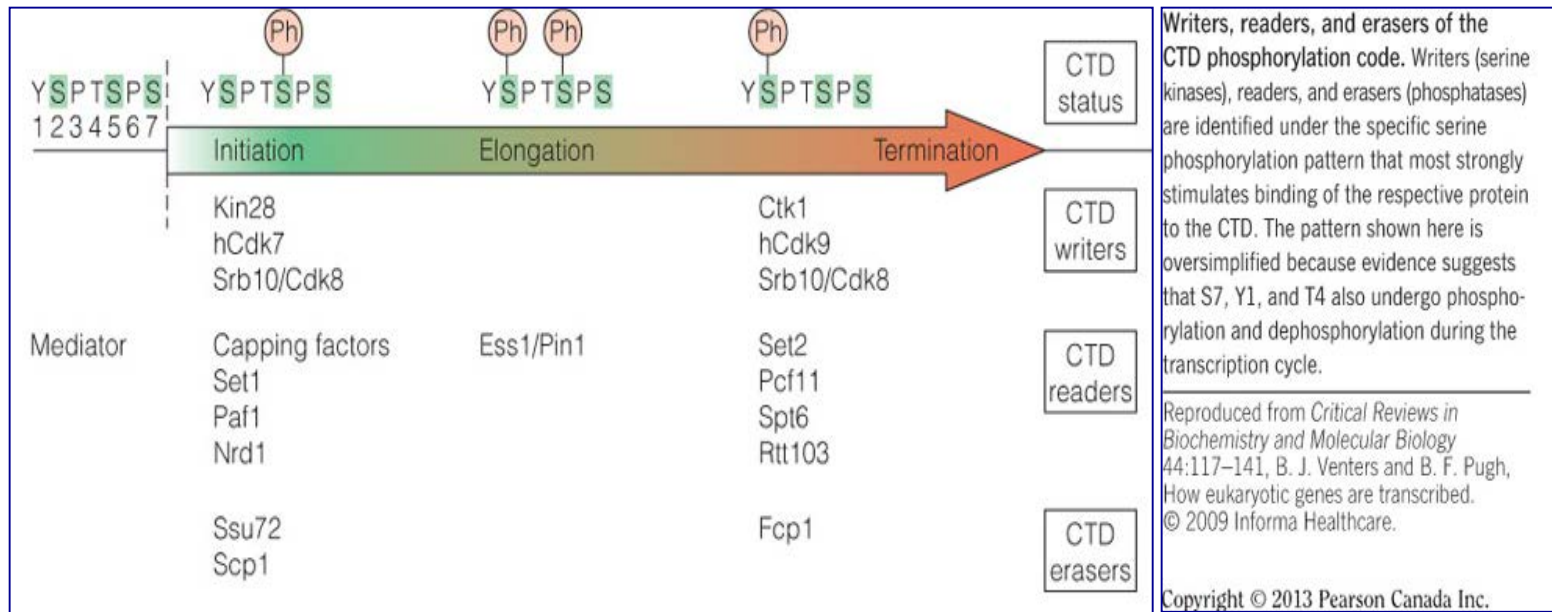 Ph Ph Ph Ph
YSPTSPS YSPTSPS YSPTSPS YSPTSPS
1234567
CTD
status
Initiation Elongation Termination
Kin28 Ctk1
hCdk7 hCdk9
Srb10/Cdk8 Srb10/Cdk8
CTD
writers
Mediator Capping factors Ess1/Pin1 Set2
Set1 Pcf11
Paf1 Spt6
Nrd1 Rtt103
CTD
readers
Ssu72 Fcp1
Scp1
CTD
erasers
Writers, readers, and erasers of the
CTD phosphorylation code. Writers (serine
kinases), readers, and erasers (phosphatases)
are identified under the specific serine
phosphorylation pattern that most strongly
stimulates binding of the respective protein
to the CTD. The pattern shown here is
oversimplified because evidence suggests
that S7, Y1, and T4 also undergo phospho-
rylation and dephosphorylation during the
transcription cycle.
Reproduced from Critical Reviews in
Biochemistry and Molecular Biology
44:117–141, B. J. Venters and B. F. Pugh,
How eukaryotic genes are transcribed.
© 2009 Informa Healthcare.
Copyright © 2013 Pearson Canada Inc.